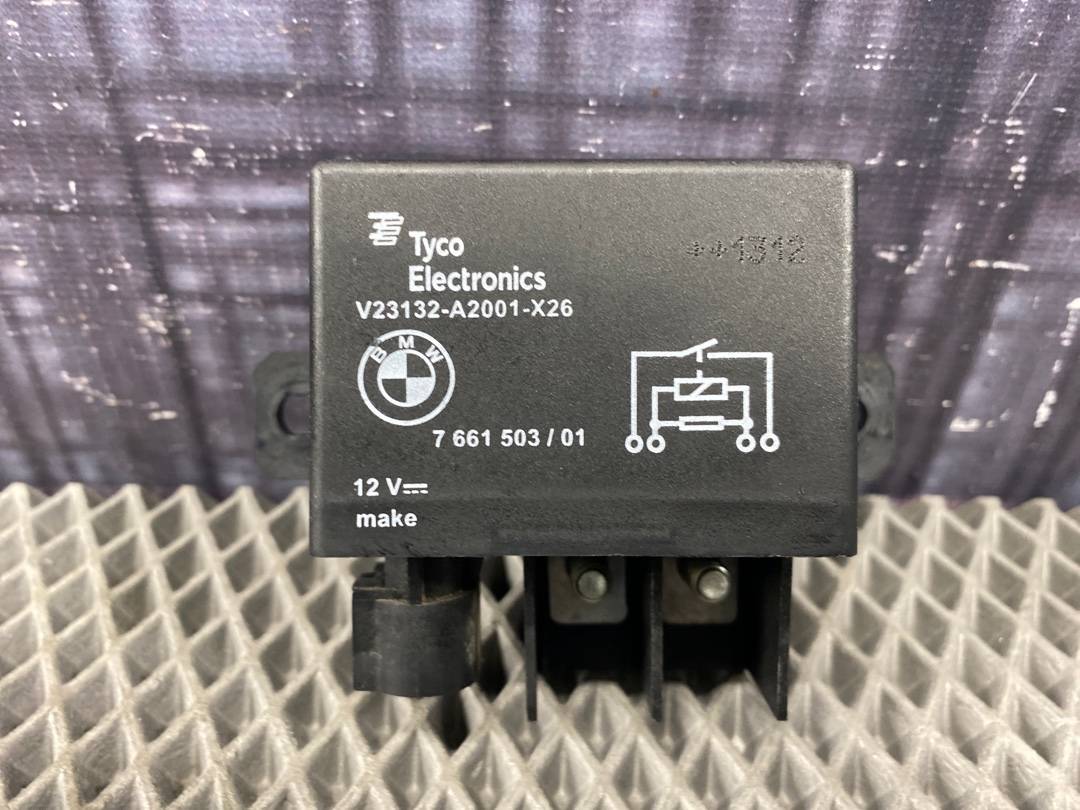 Tyco
**1312
Electronics
V23132-A2001-X26
BMW
7 661 503 / 01
12 V⎓
make